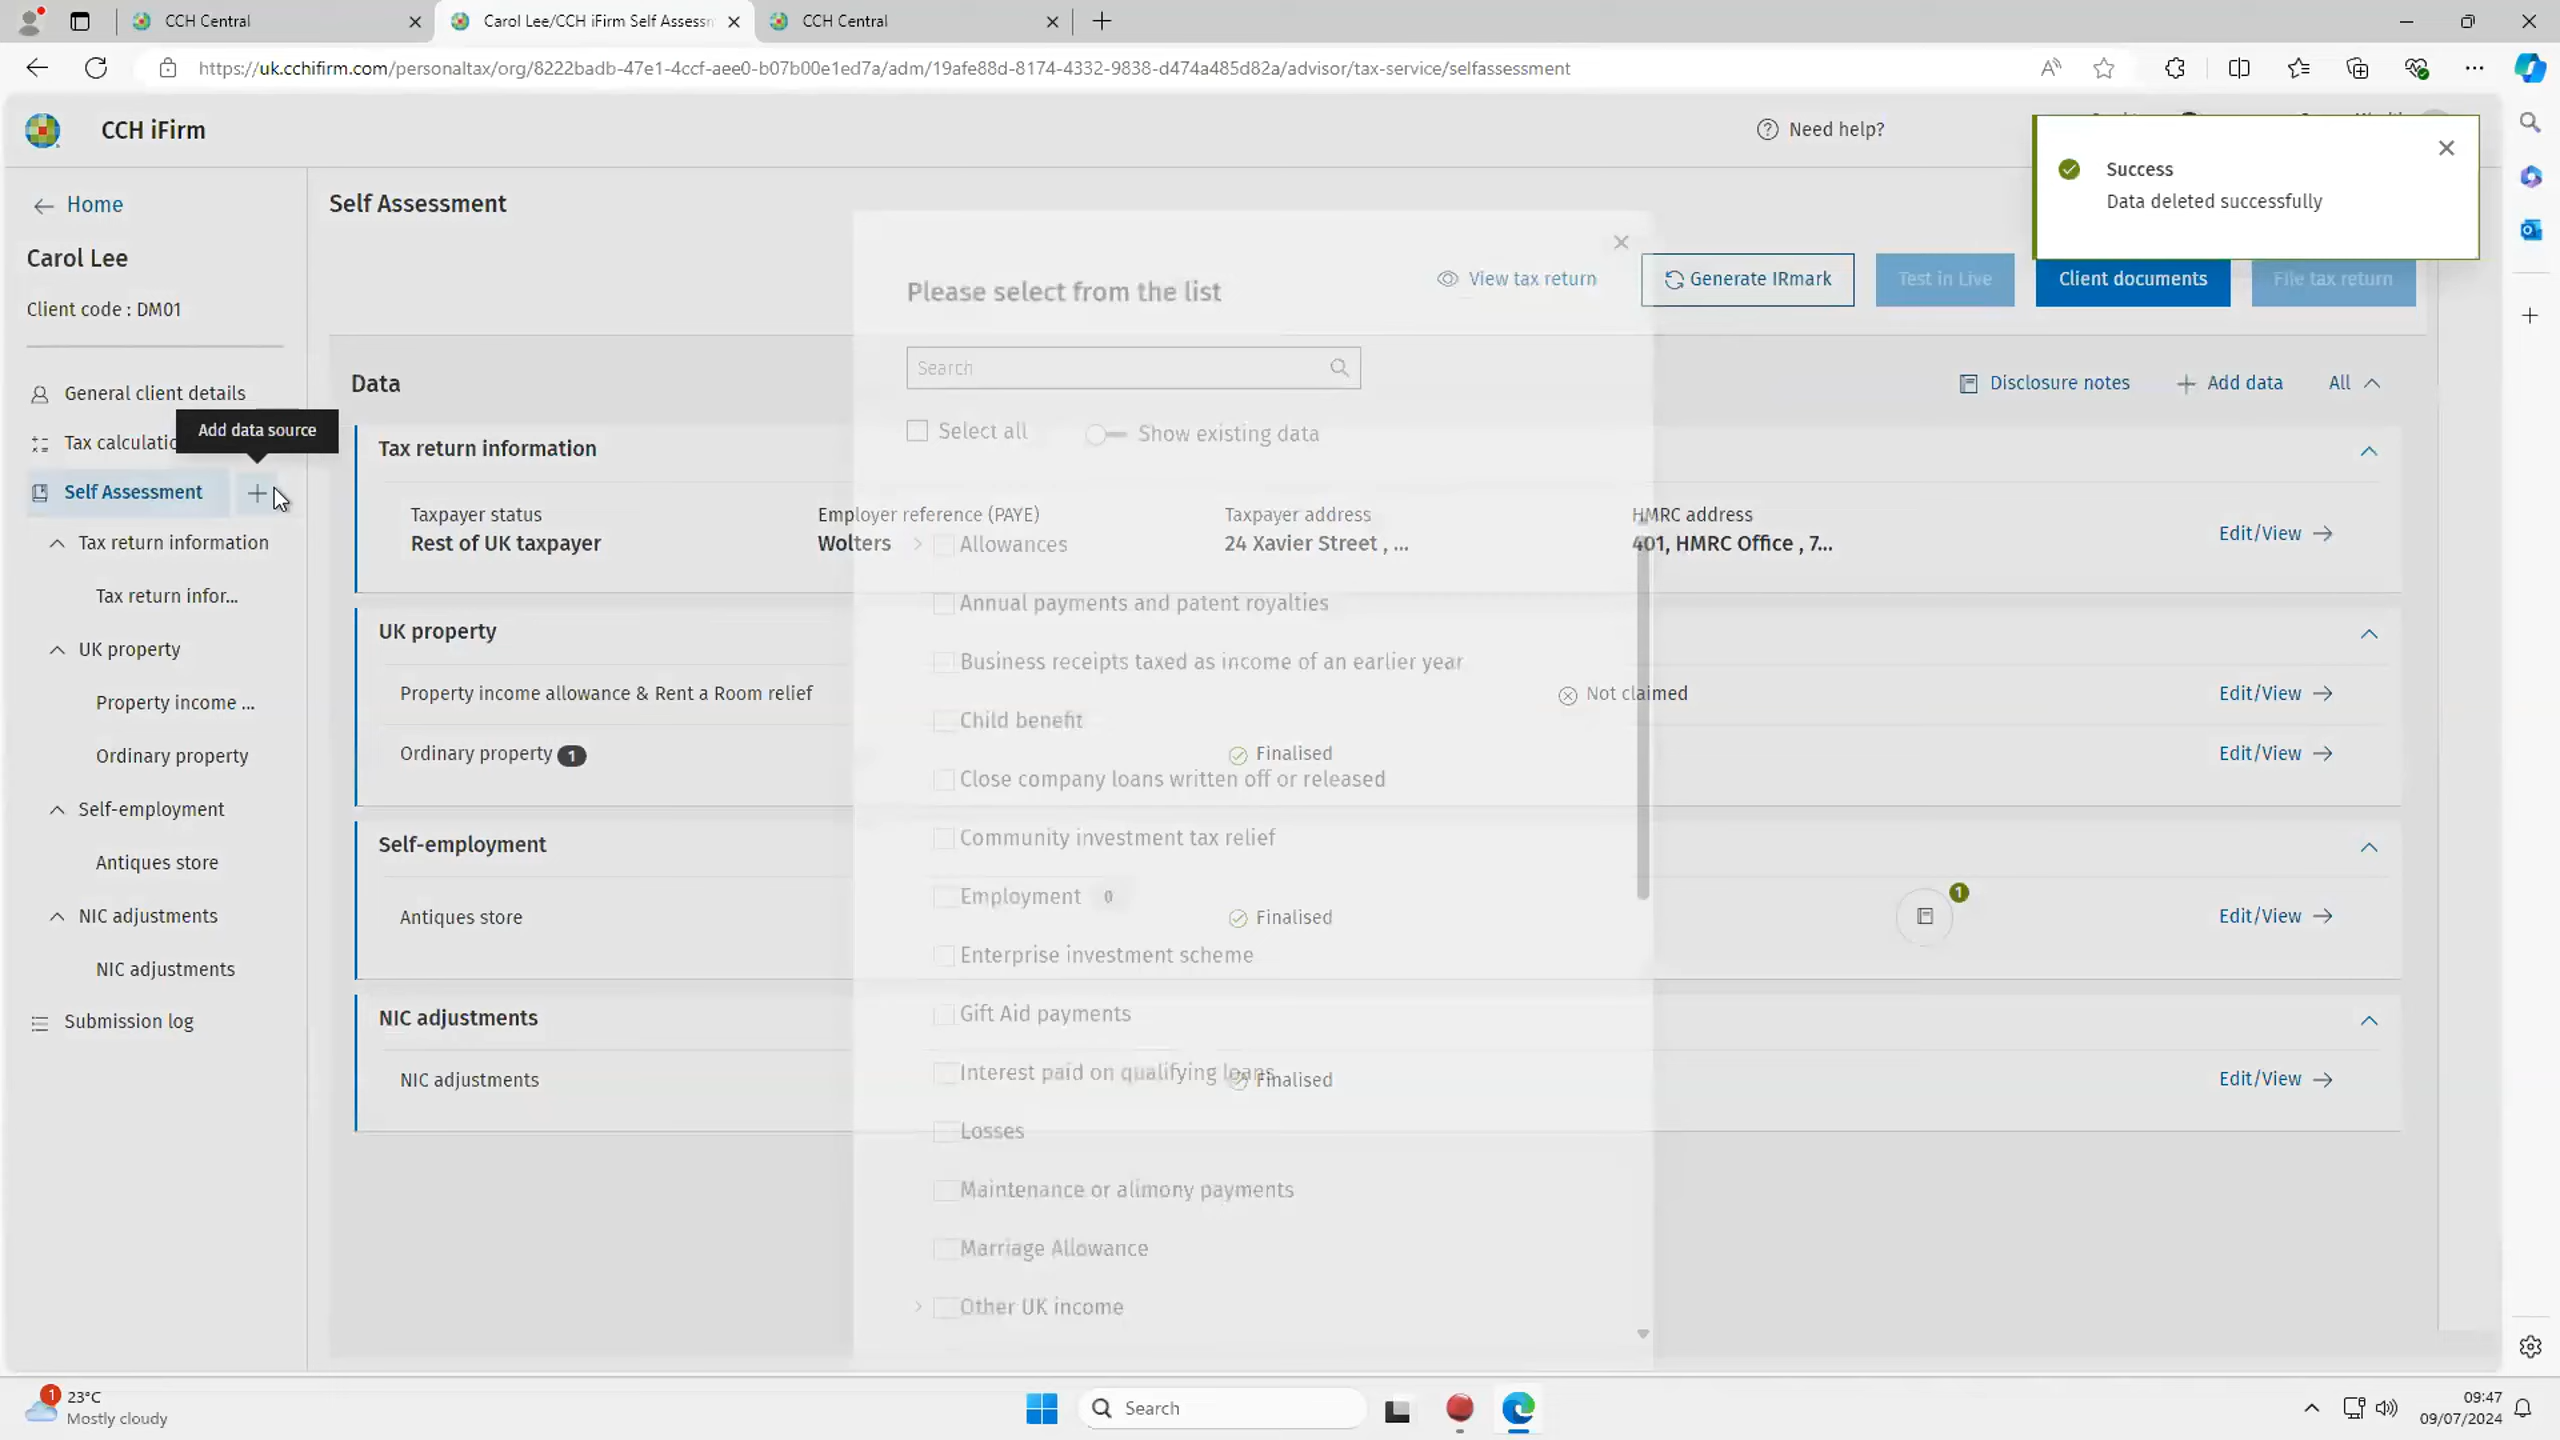 CCH Central
Carol Lee/CCH iFirm Self Assessm
CCH Central
https://uk.cchifirm.com/personaltax/org/8222badb-47e1-4ccf-aee0-b07b00e1ed7a/adm/19afe88d-8174-4332-9838-d474a485d82a/advisor/tax-service/selfassessment
CCH iFirm
Need help?
Success
Data deleted successfully
Home
Carol Lee
Client code : DM01
General client details
Add data source
Tax calculatio
Self Assessment
Tax return information
Tax return infor...
UK property
Property income ...
Ordinary property
Self-employment
Antiques store
NIC adjustments
NIC adjustments
Submission log
Self Assessment
View tax return
Generate IRmark
Test in Live
Client documents
File tax return
Data
Disclosure notes
Add data
All
Tax return information
Taxpayer status
Rest of UK taxpayer
Employer reference (PAYE)
Wolters
Taxpayer address
24 Xavier Street , ...
HMRC address
401, HMRC Office , 7...
Edit/View
UK property
Property income allowance & Rent a Room relief
Not claimed
Edit/View
Ordinary property 1
Finalised
Edit/View
Self-employment
Antiques store
Finalised
1
Edit/View
NIC adjustments
NIC adjustments
Finalised
Edit/View
Please select from the list
Search
Select all
Show existing data
Allowances
Annual payments and patent royalties
Business receipts taxed as income of an earlier year
Child benefit
Close company loans written off or released
Community investment tax relief
Employment 0
Enterprise investment scheme
Gift Aid payments
Interest paid on qualifying loans
Losses
Maintenance or alimony payments
Marriage Allowance
Other UK income
1
23°C
Mostly cloudy
Search
09:47
09/07/2024